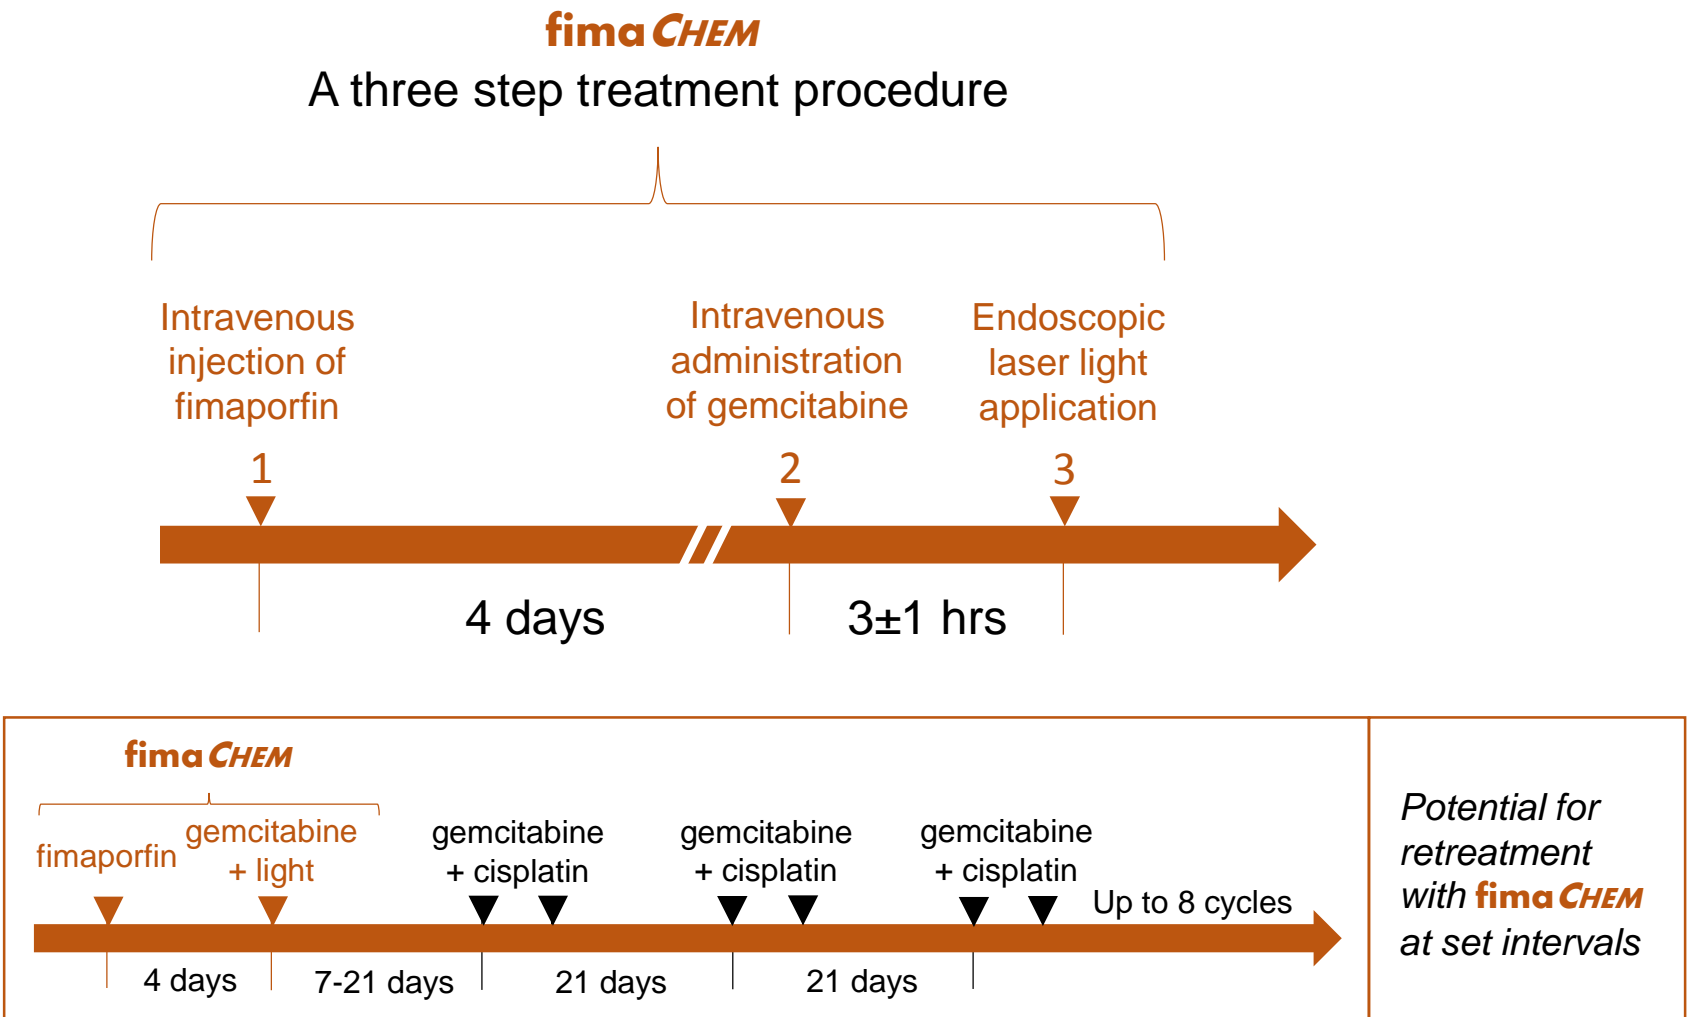 fimaCHEM
A three step treatment procedure
Intravenous
injection of
fimaporfin
1
Intravenous
administration
of gemcitabine
2
Endoscopic
laser light
application
3
4 days
3±1 hrs
fimaCHEM
fimaporfin
gemcitabine
+ light
gemcitabine
+ cisplatin
gemcitabine
+ cisplatin
gemcitabine
+ cisplatin
Up to 8 cycles
4 days
7-21 days
21 days
21 days
Potential for
retreatment
with fimaCHEM
at set intervals